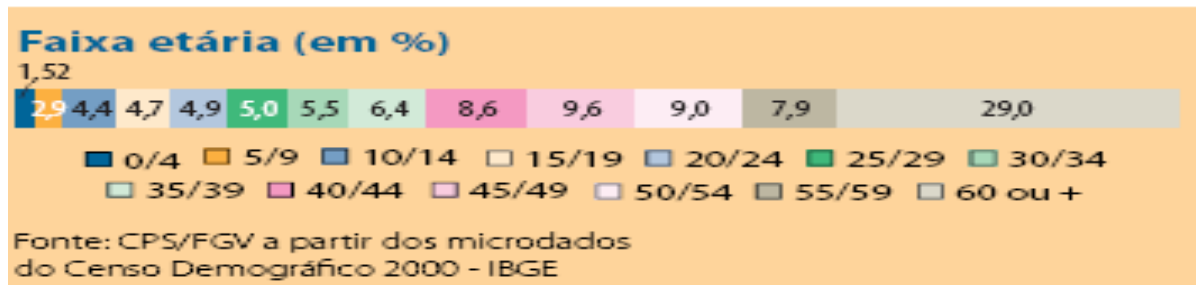 Faixa etária (em %)
1,52
2,9 4,4 4,7 4,9 5,0 5,5 6,4 8,6 9,6 9,0 7,9 29,0
0/4 5/9 10/14 15/19 20/24 25/29 30/34
35/39 40/44 45/49 50/54 55/59 60 ou +
Fonte: CPS/FGV a partir dos microdados
do Censo Demográfico 2000 - IBGE